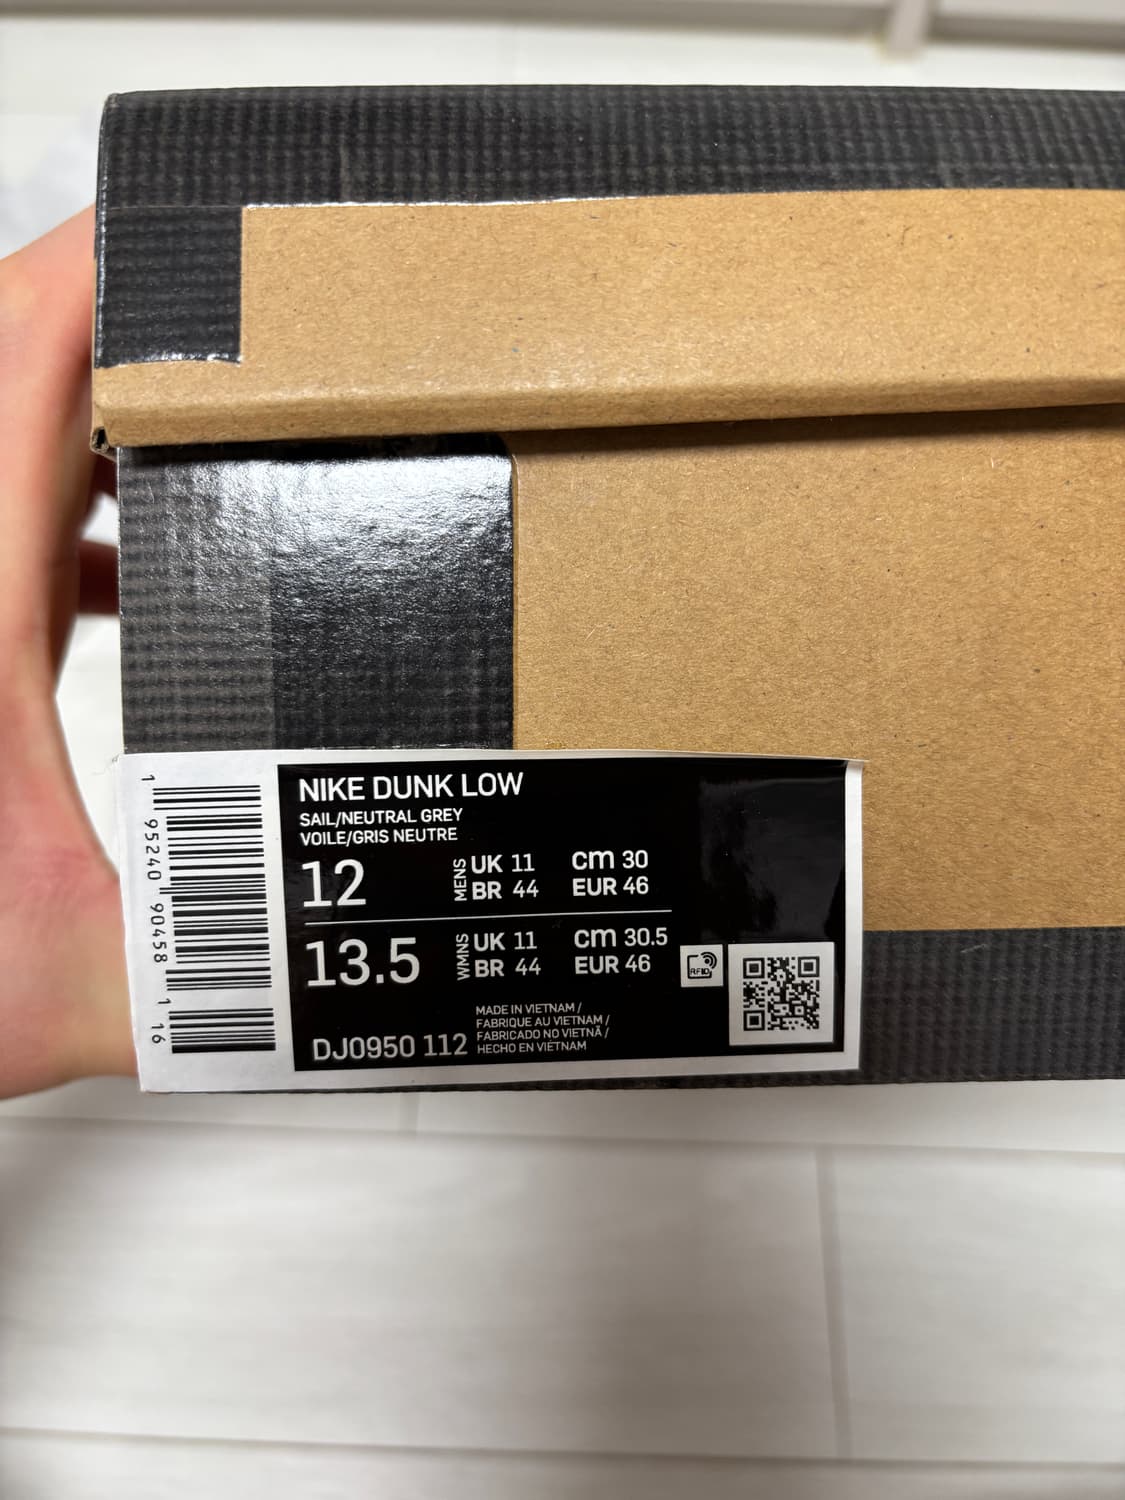 NIKE DUNK LOW
SAIL/NEUTRAL GREY
VOILE/GRIS NEUTRE
12 MENS UK 11 cm 30
BR 44 EUR 46
13.5 WMNS UK 11 cm 30.5
BR 44 EUR 46
RFID
MADE IN VIETNAM /
FABRIQUE AU VIETNAM /
FABRICADO NO VIETNÃ /
HECHO EN VIETNAM
DJ0950 112
1 95240 90458 1 16